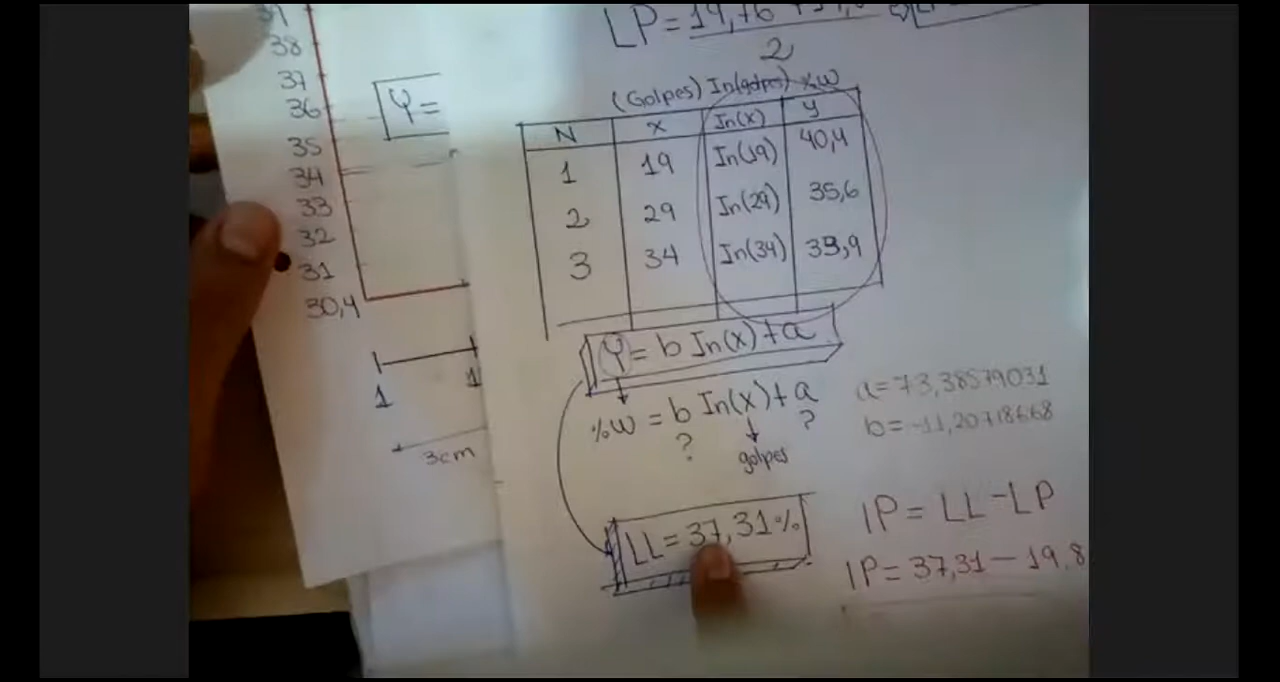 38
37
36
35
34
33
32
31
30,4
Y=
1
1
3cm
LP=19,76
2
(Golpes) In(golpes) %W
N x In(x) y
1 19 In(19) 40,4
2 29 In(29) 35,6
3 34 In(34) 33,9
Y= b In(x)+a
%W = b In(x)+ a
? golpes ?
a=73,38579031
b=-11,20718668
LL=37,31%
IP= LL-LP
IP=37,31-19,8